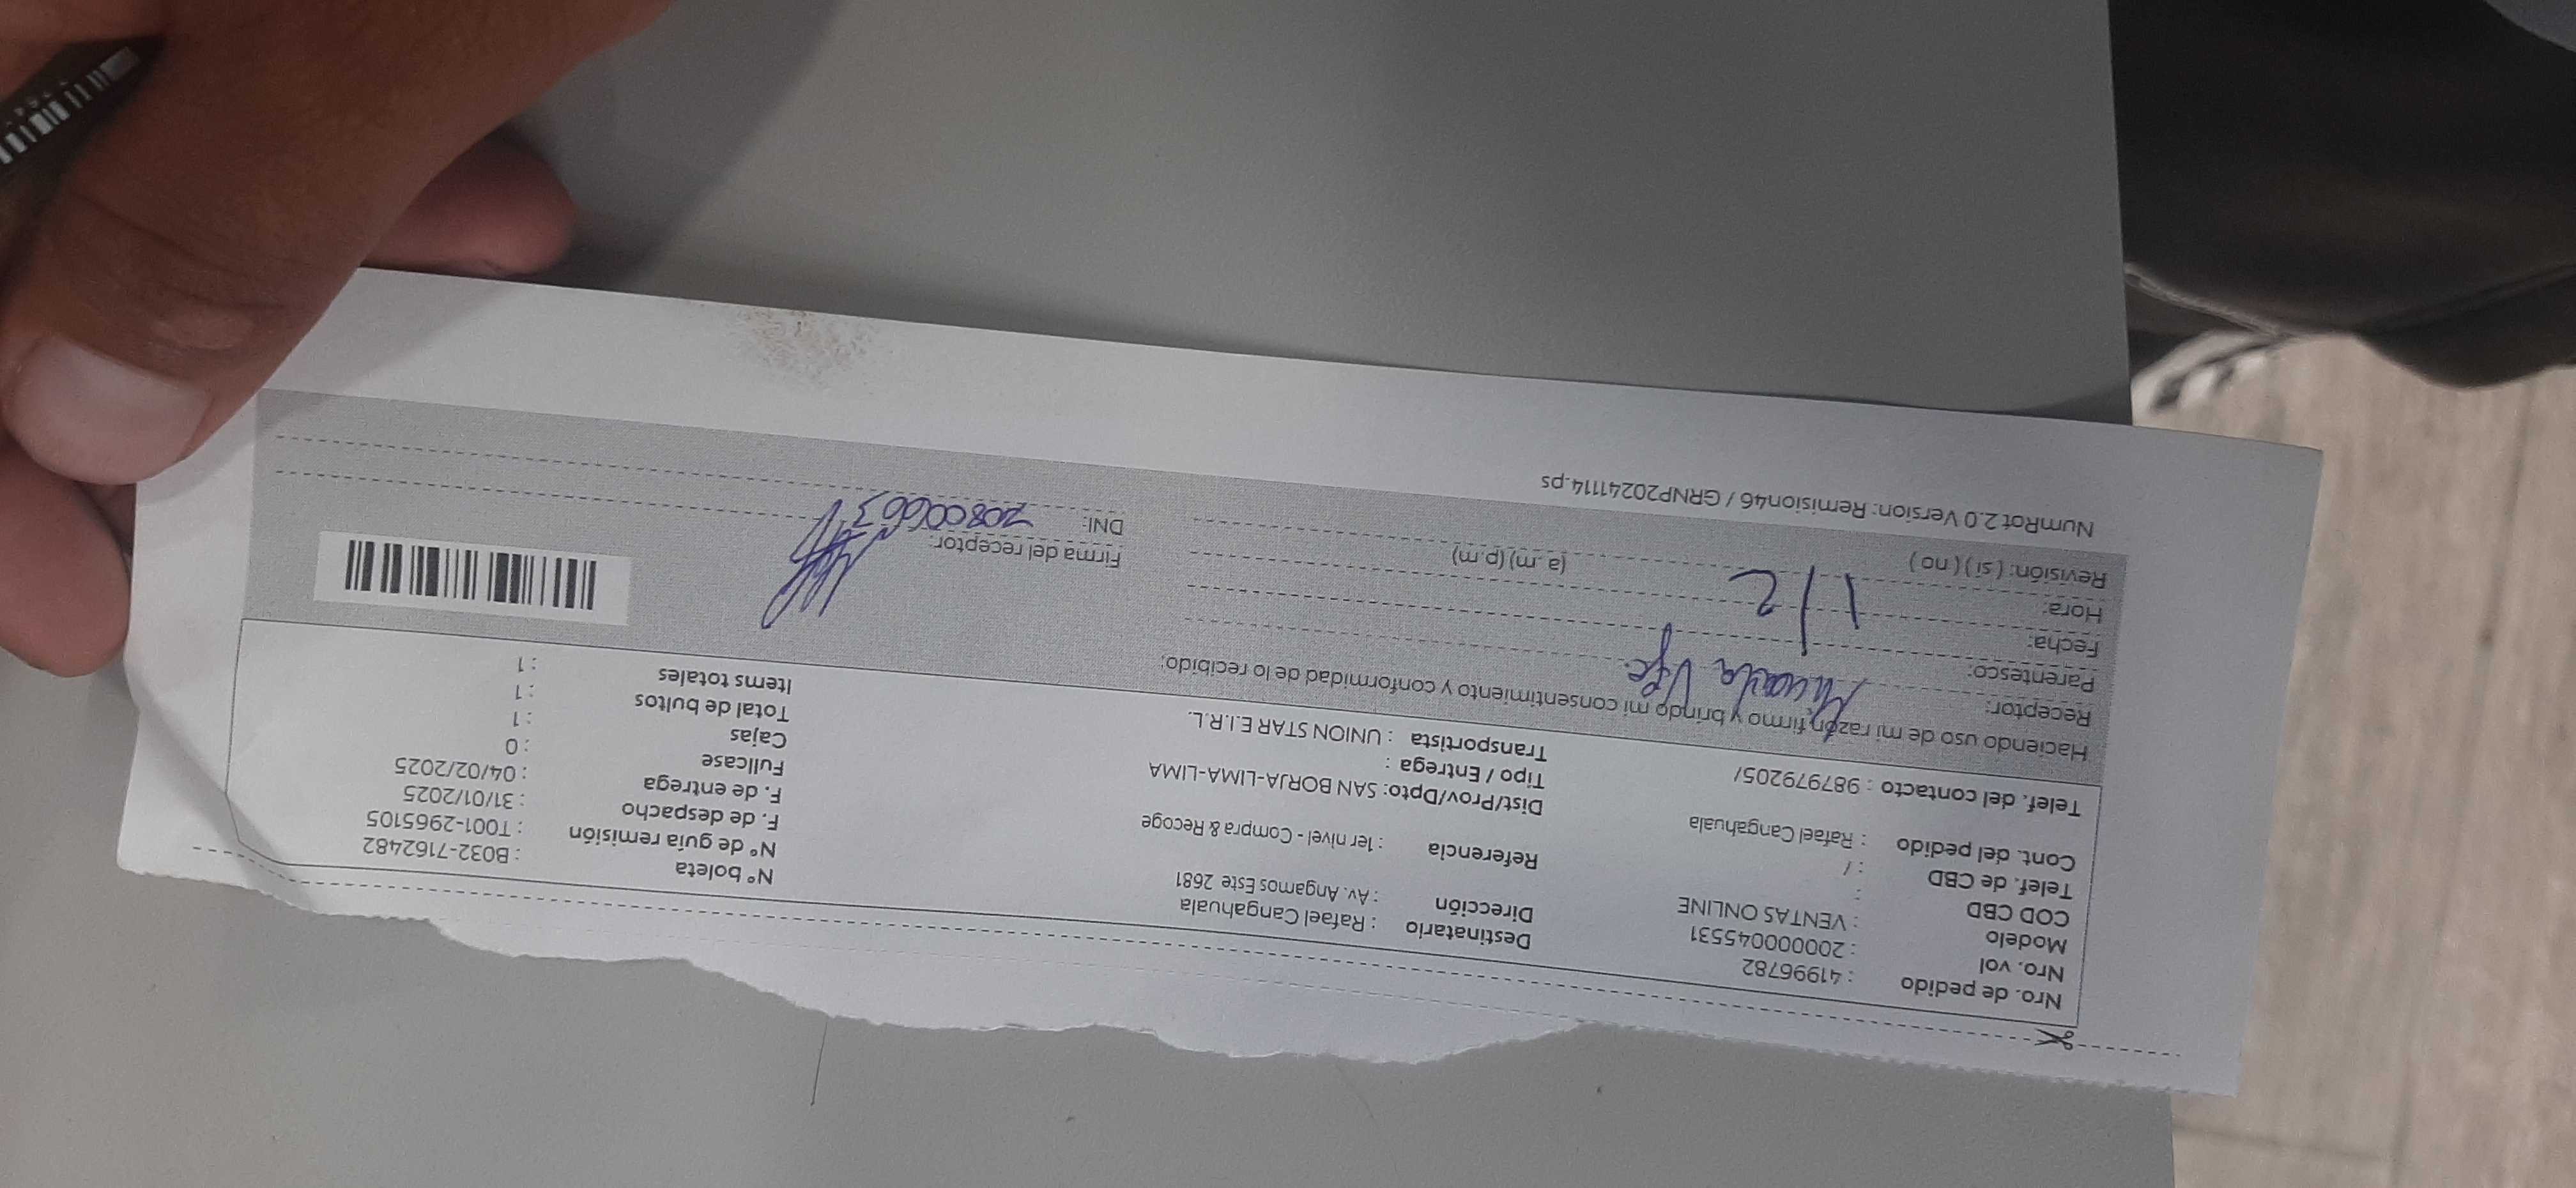 Nro. de pedido : 41996782
Nro. vol : 200000045531
Modelo : VENTAS ONLINE
COD CBD :
Telef. de CBD : /
Cont. del pedido : Rafael Cangahuala
Telef. del contacto : 987979205/
Destinatario : Rafael Cangahuala
Dirección : Av. Angamos Este 2681
Referencia : 1er nivel - Compra & Recoge
Dist/Prov/Dpto: SAN BORJA-LIMA-LIMA
Tipo / Entrega :
Transportista : UNION STAR E.I.R.L.
N° boleta : B032-7162482
N° de guía remisión : T001-2965105
F. de despacho : 31/01/2025
F. de entrega : 04/02/2025
Fullcase : 0
Cajas : 1
Total de bultos : 1
Items totales : 1
Haciendo uso de mi razón, firmo y brindo mi consentimiento y conformidad de lo recibido;
Receptor:
Parentesco:
Fecha: 1/2
Hora: (a. m) (p.m)
Revisión: ( sí ) ( no )
Firma del receptor:
DNI:
NumRot 2.0 Version: Remision46 / GRNP20241114.ps